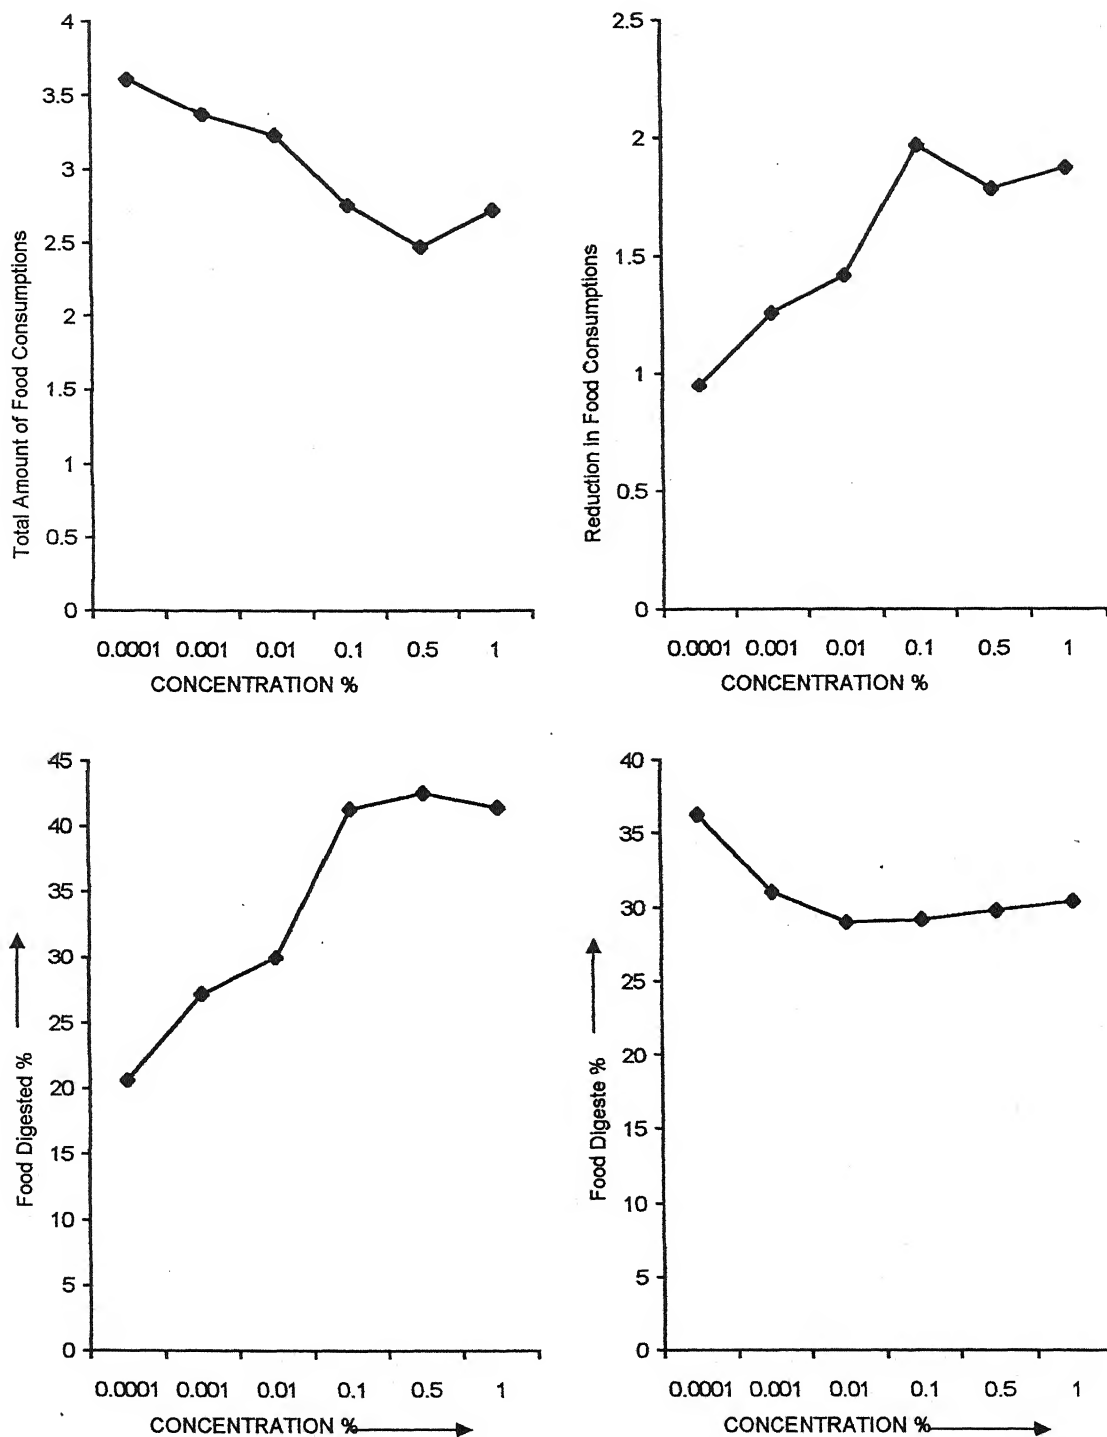 4
3.5
3
2.5
2
1.5
1
0.5
0
Total Amount of Food Consumptions
0.0001 0.001 0.01 0.1 0.5 1
CONCENTRATION %
2.5
2
1.5
1
0.5
0
Reduction in Food Consumptions
0.0001 0.001 0.01 0.1 0.5 1
CONCENTRATION %
45
40
35
30
25
20
15
10
5
0
Food Digested %
0.0001 0.001 0.01 0.1 0.5 1
CONCENTRATION %
40
35
30
25
20
15
10
5
0
Food Digeste %
0.0001 0.001 0.01 0.1 0.5 1
CONCENTRATION %